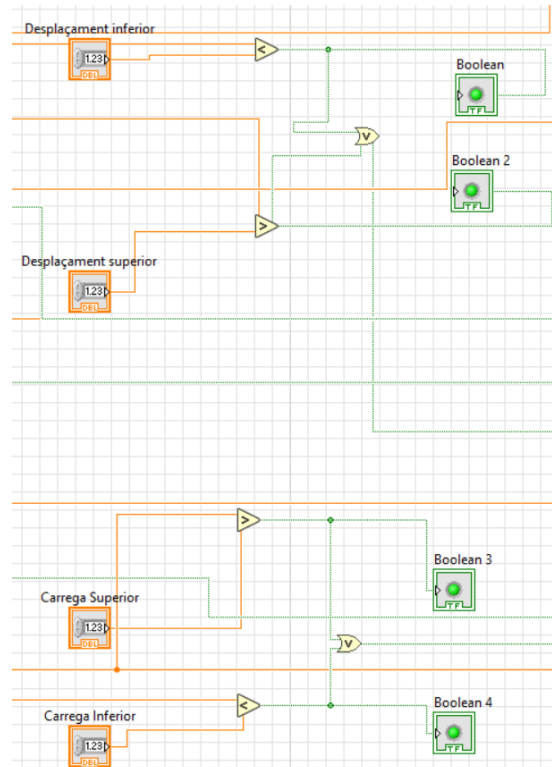 Desplaçament inferior
1.23
DBL
<
Boolean
TF
V
Boolean 2
TF
>
Desplaçament superior
1.23
DBL
>
Boolean 3
TF
Carrega Superior
1.23
DBL
V
<
Boolean 4
TF
Carrega Inferior
1.23
DBL